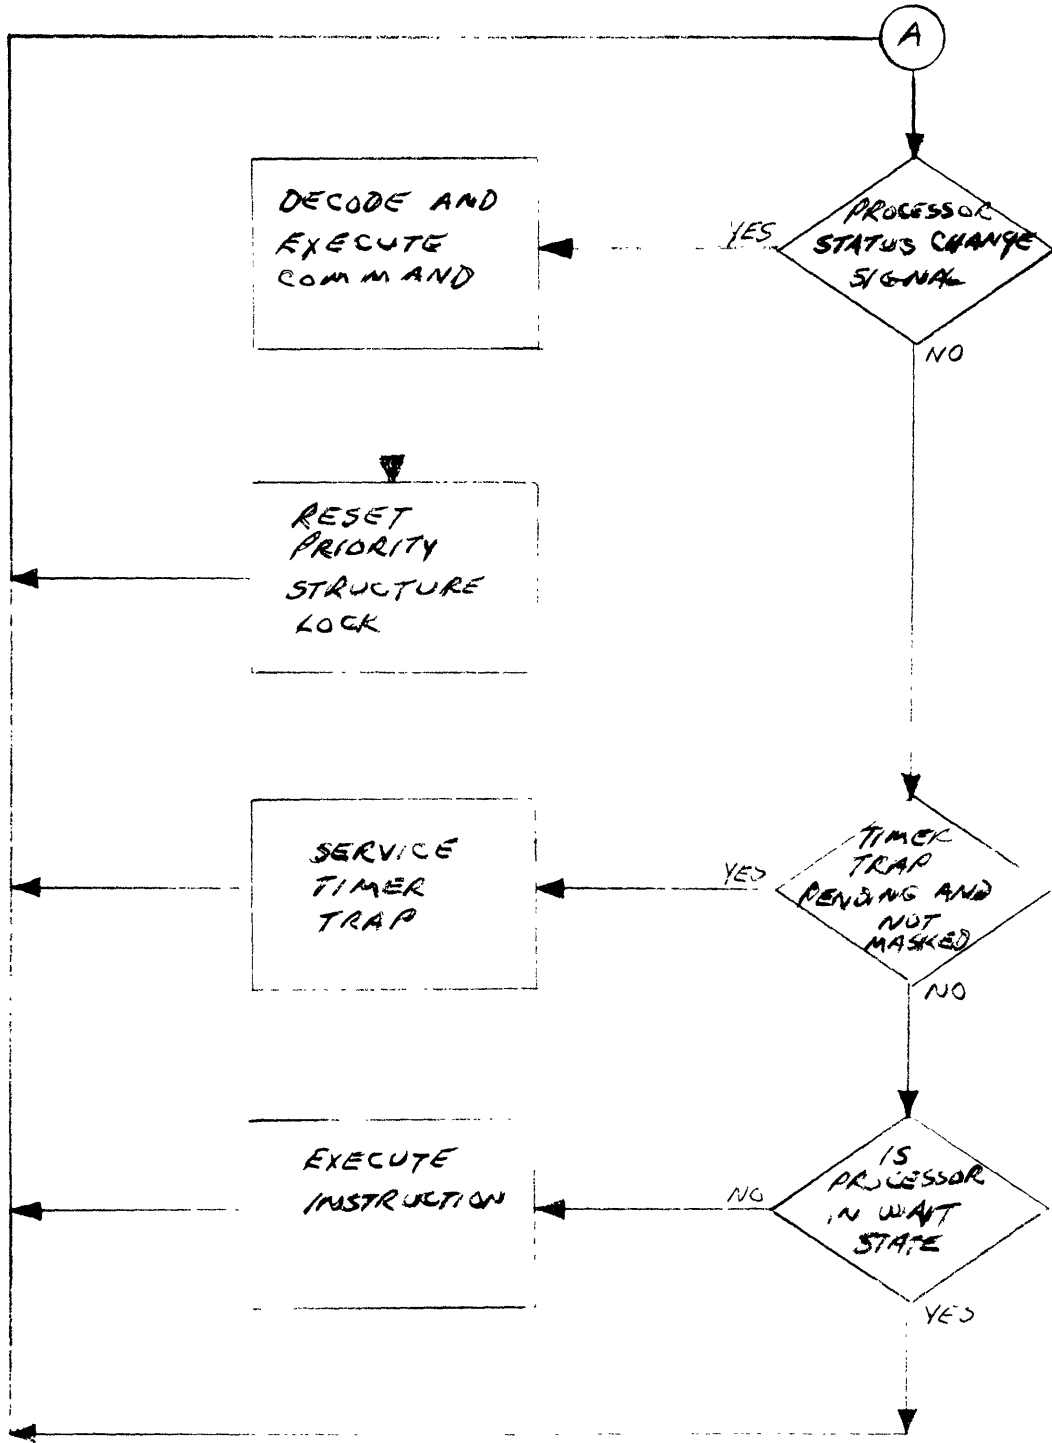 A
PROCESSOR
STATUS CHANGE
SIGNAL
YES
NO
DECODE AND
EXECUTE
COMMAND
RESET
PRIORITY
STRUCTURE
LOCK
TIMER
TRAP
PENDING AND
NOT
MASKED
YES
NO
SERVICE
TIMER
TRAP
IS
PROCESSOR
IN WAIT
STATE
NO
YES
EXECUTE
INSTRUCTION